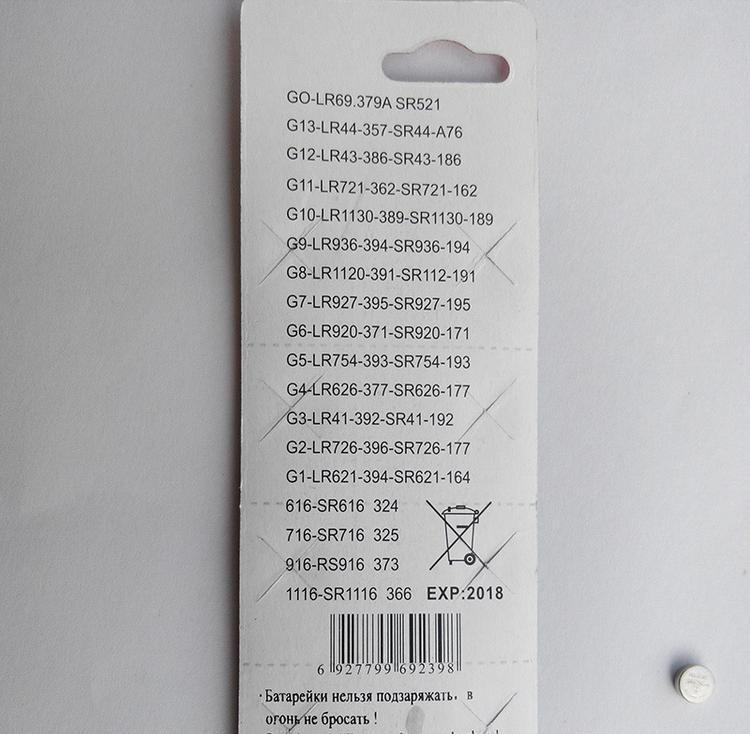 GO-LR69.379A SR521
G13-LR44-357-SR44-A76
G12-LR43-386-SR43-186
G11-LR721-362-SR721-162
G10-LR1130-389-SR1130-189
G9-LR936-394-SR936-194
G8-LR1120-391-SR112-191
G7-LR927-395-SR927-195
G6-LR920-371-SR920-171
G5-LR754-393-SR754-193
G4-LR626-377-SR626-177
G3-LR41-392-SR41-192
G2-LR726-396-SR726-177
G1-LR621-394-SR621-164
616-SR616 324
716-SR716 325
916-RS916 373
1116-SR1116 366 EXP:2018
6 927799 692398
·Батарейки нельзя подзаряжать. в
огонь не бросать !